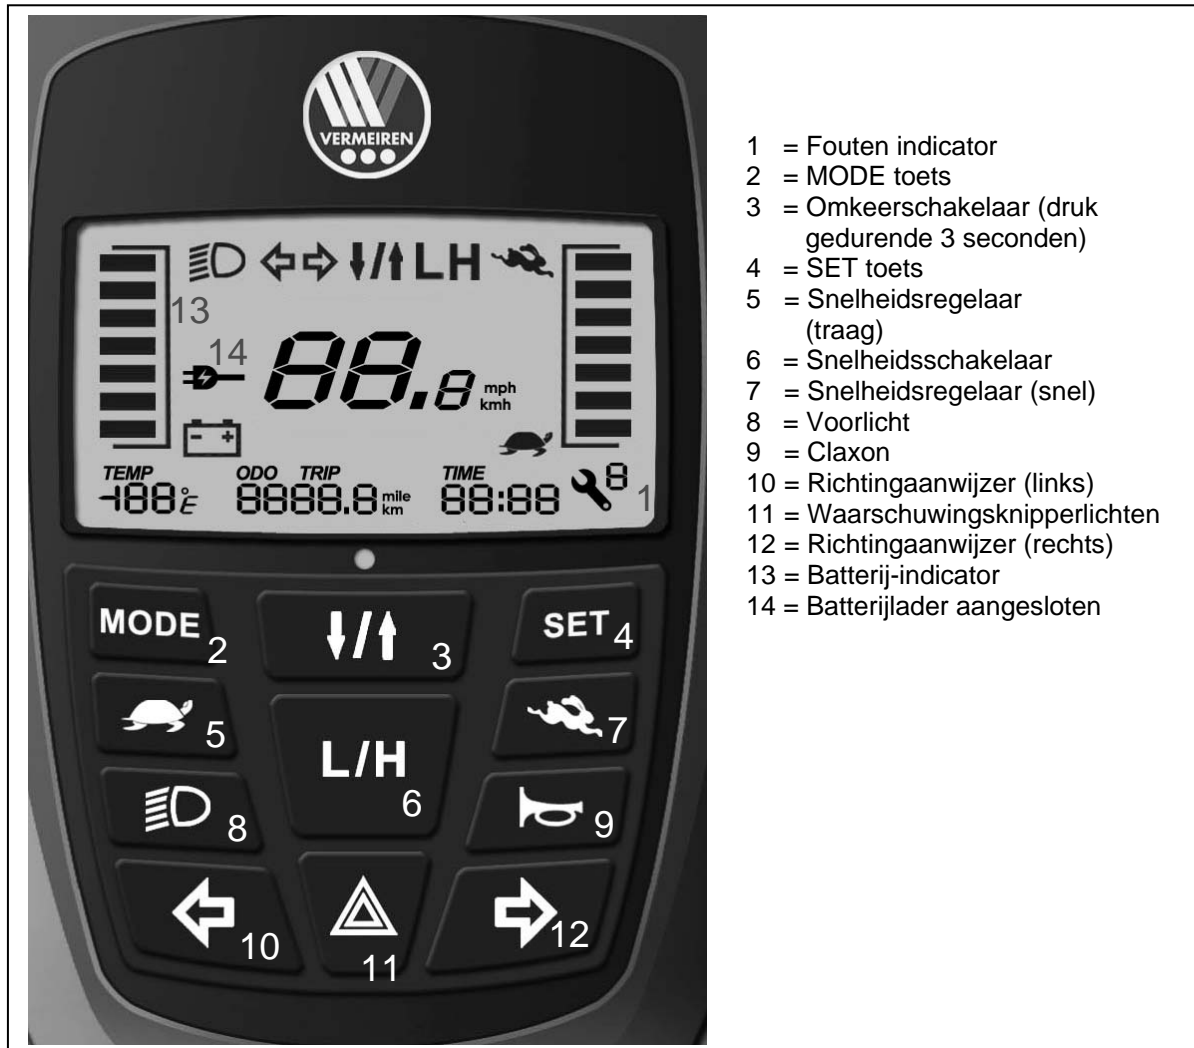 VERMEIREN
LH
13
14
88.8 mph
kmh
TEMP ODO TRIP TIME
-188°C 8888.8 mile
km 88:88 8
1
MODE 2
3
SET 4
5
L/H
6
7
8
9
10
11
12
1 = Fouten indicator
2 = MODE toets
3 = Omkeerschakelaar (druk
gedurende 3 seconden)
4 = SET toets
5 = Snelheidsregelaar
(traag)
6 = Snelheidsschakelaar
7 = Snelheidsregelaar (snel)
8 = Voorlicht
9 = Claxon
10 = Richtingaanwijzer (links)
11 = Waarschuwingsknipperlichten
12 = Richtingaanwijzer (rechts)
13 = Batterij-indicator
14 = Batterijlader aangesloten